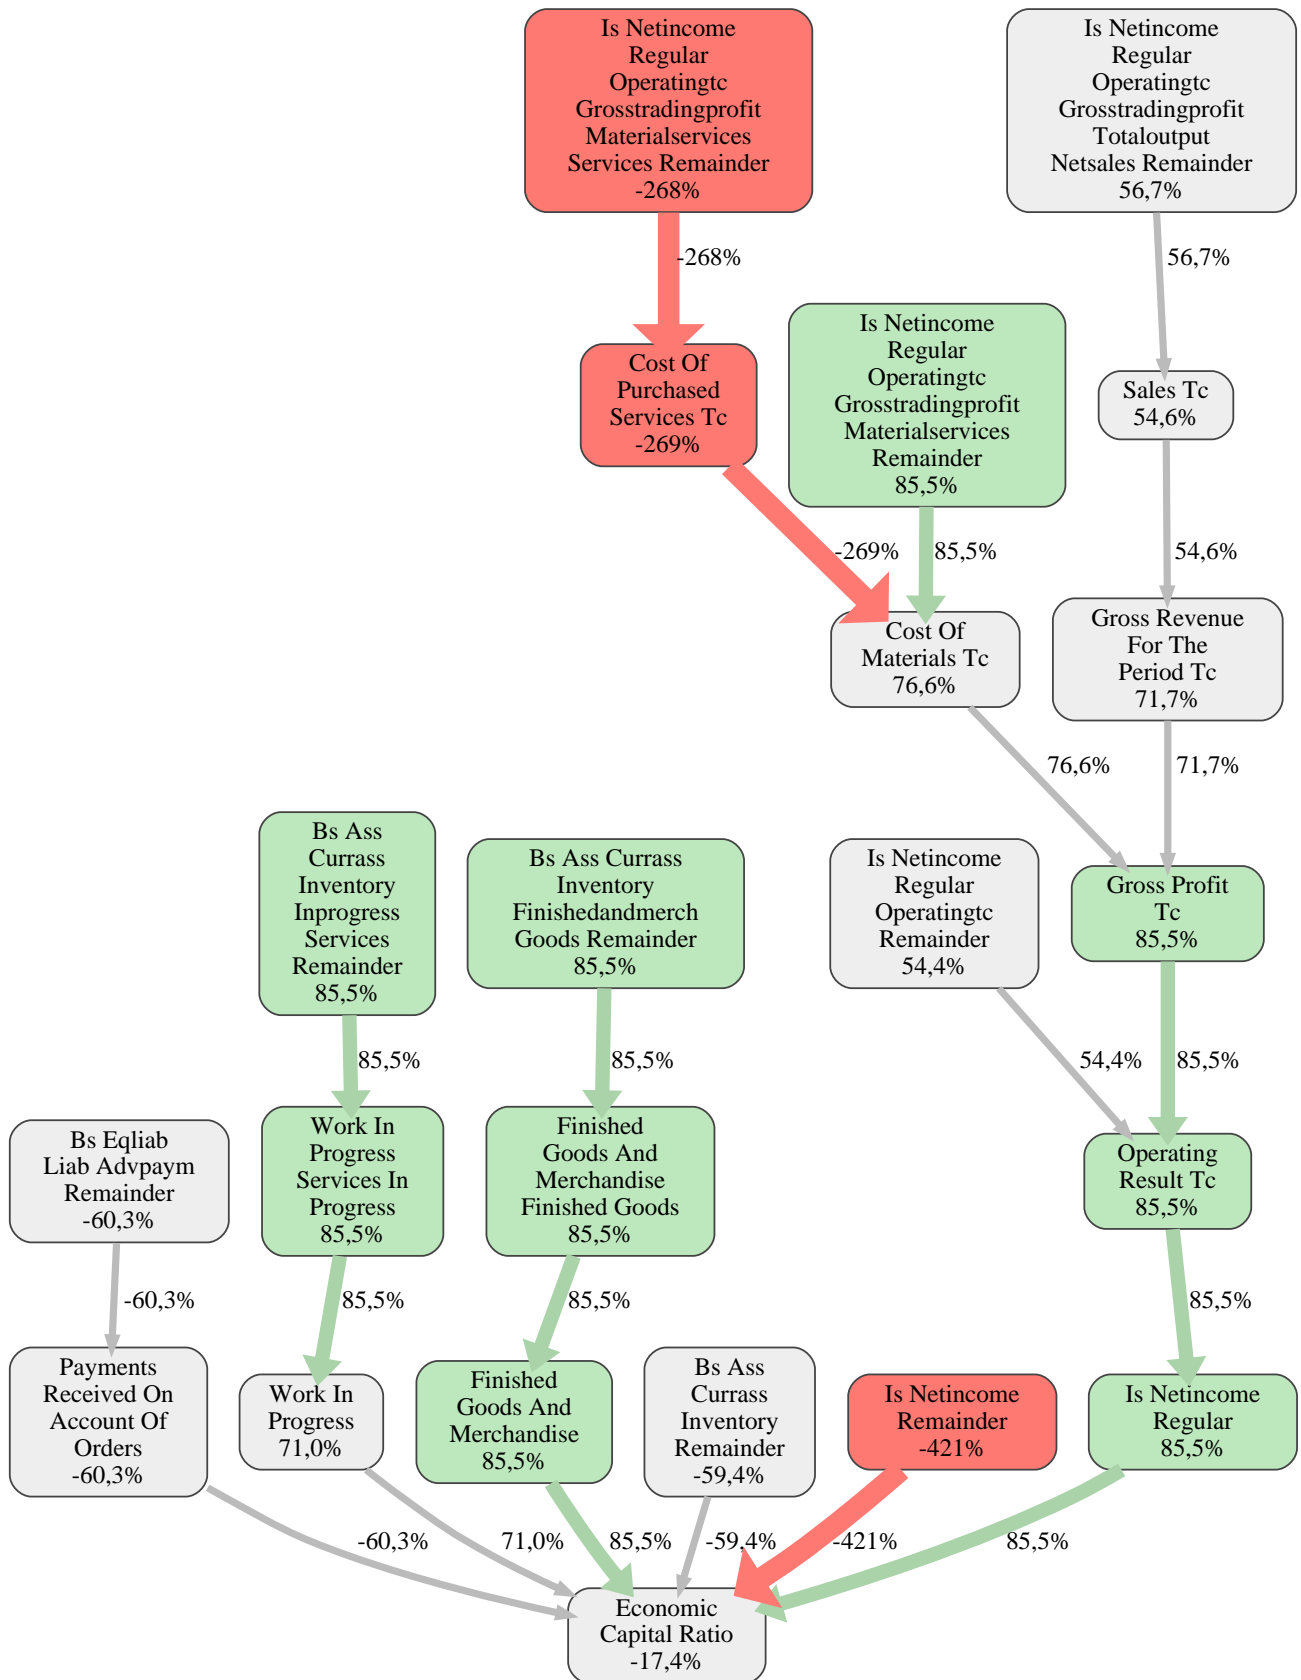 Is Netincome
Regular
Operatingtc
Grosstradingprofit
Materialservices
Services Remainder
-268%
Is Netincome
Regular
Operatingtc
Grosstradingprofit
Totaloutput
Netsales Remainder
56,7%
-268%
56,7%
Is Netincome
Regular
Operatingtc
Grosstradingprofit
Materialservices
Remainder
85,5%
Cost Of
Purchased
Services Tc
-269%
Sales Tc
54,6%
-269%
85,5%
54,6%
Cost Of
Materials Tc
76,6%
Gross Revenue
For The
Period Tc
71,7%
76,6%
71,7%
Bs Ass
Currass
Inventory
Inprogress
Services
Remainder
85,5%
Bs Ass Currass
Inventory
Finishedandmerch
Goods Remainder
85,5%
Is Netincome
Regular
Operatingtc
Remainder
54,4%
Gross Profit
Tc
85,5%
85,5%
85,5%
54,4%
85,5%
Bs Eqliab
Liab Advpaym
Remainder
-60,3%
Work In
Progress
Services In
Progress
85,5%
Finished
Goods And
Merchandise
Finished Goods
85,5%
Operating
Result Tc
85,5%
-60,3%
85,5%
85,5%
85,5%
Payments
Received On
Account Of
Orders
-60,3%
Work In
Progress
71,0%
Finished
Goods And
Merchandise
85,5%
Bs Ass
Currass
Inventory
Remainder
-59,4%
Is Netincome
Remainder
-421%
Is Netincome
Regular
85,5%
-60,3%
71,0%
85,5%
-59,4%
-421%
85,5%
Economic
Capital Ratio
-17,4%